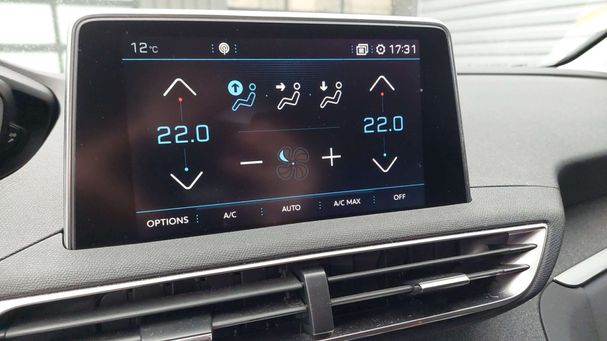 12°C 17:31
22.0 22.0
OPTIONS A/C AUTO A/C MAX OFF